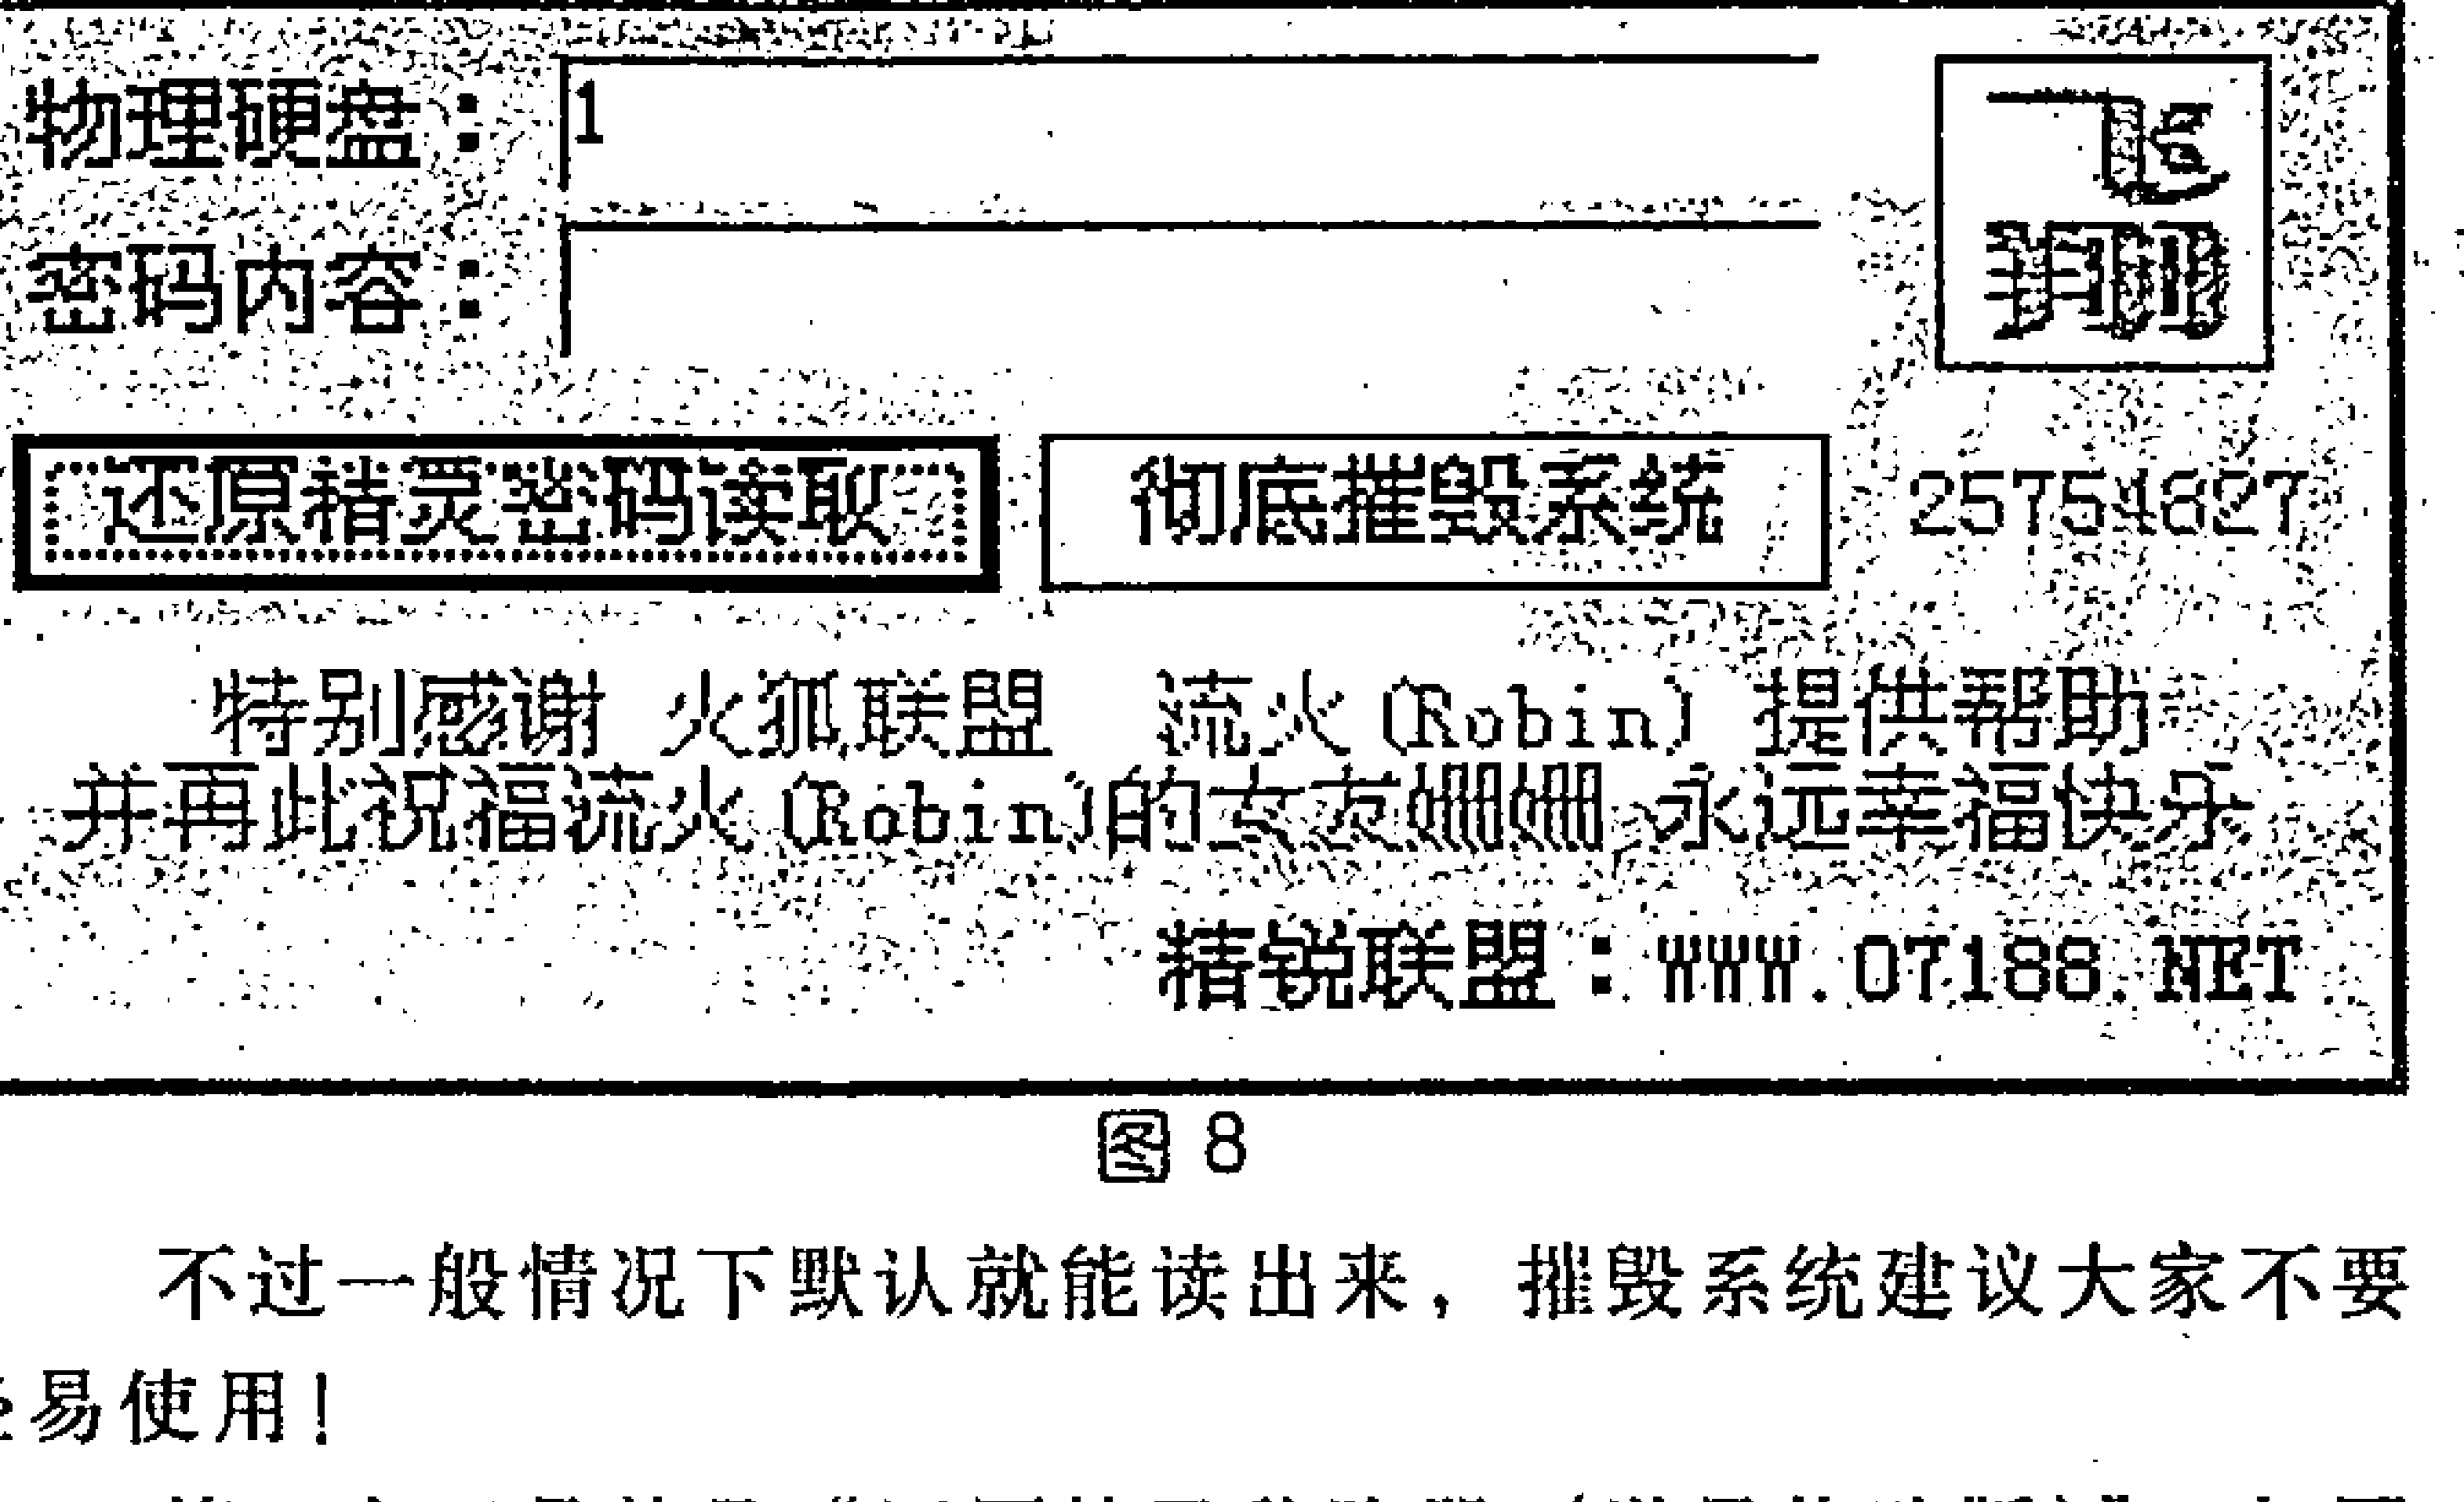 物理硬盘：1
飞
密码内容：
还原精灵密码读取 彻底摧毁系统 25754627
特别感谢 火狐联盟 流火(Robin) 提供帮助
并再此祝福流火(Robin)的女友姗姗 永远幸福快乐
精锐联盟：WWW.07188.NET
图 8
不过一般情况下默认就能读出来，摧毁系统建议大家不要
易使用！